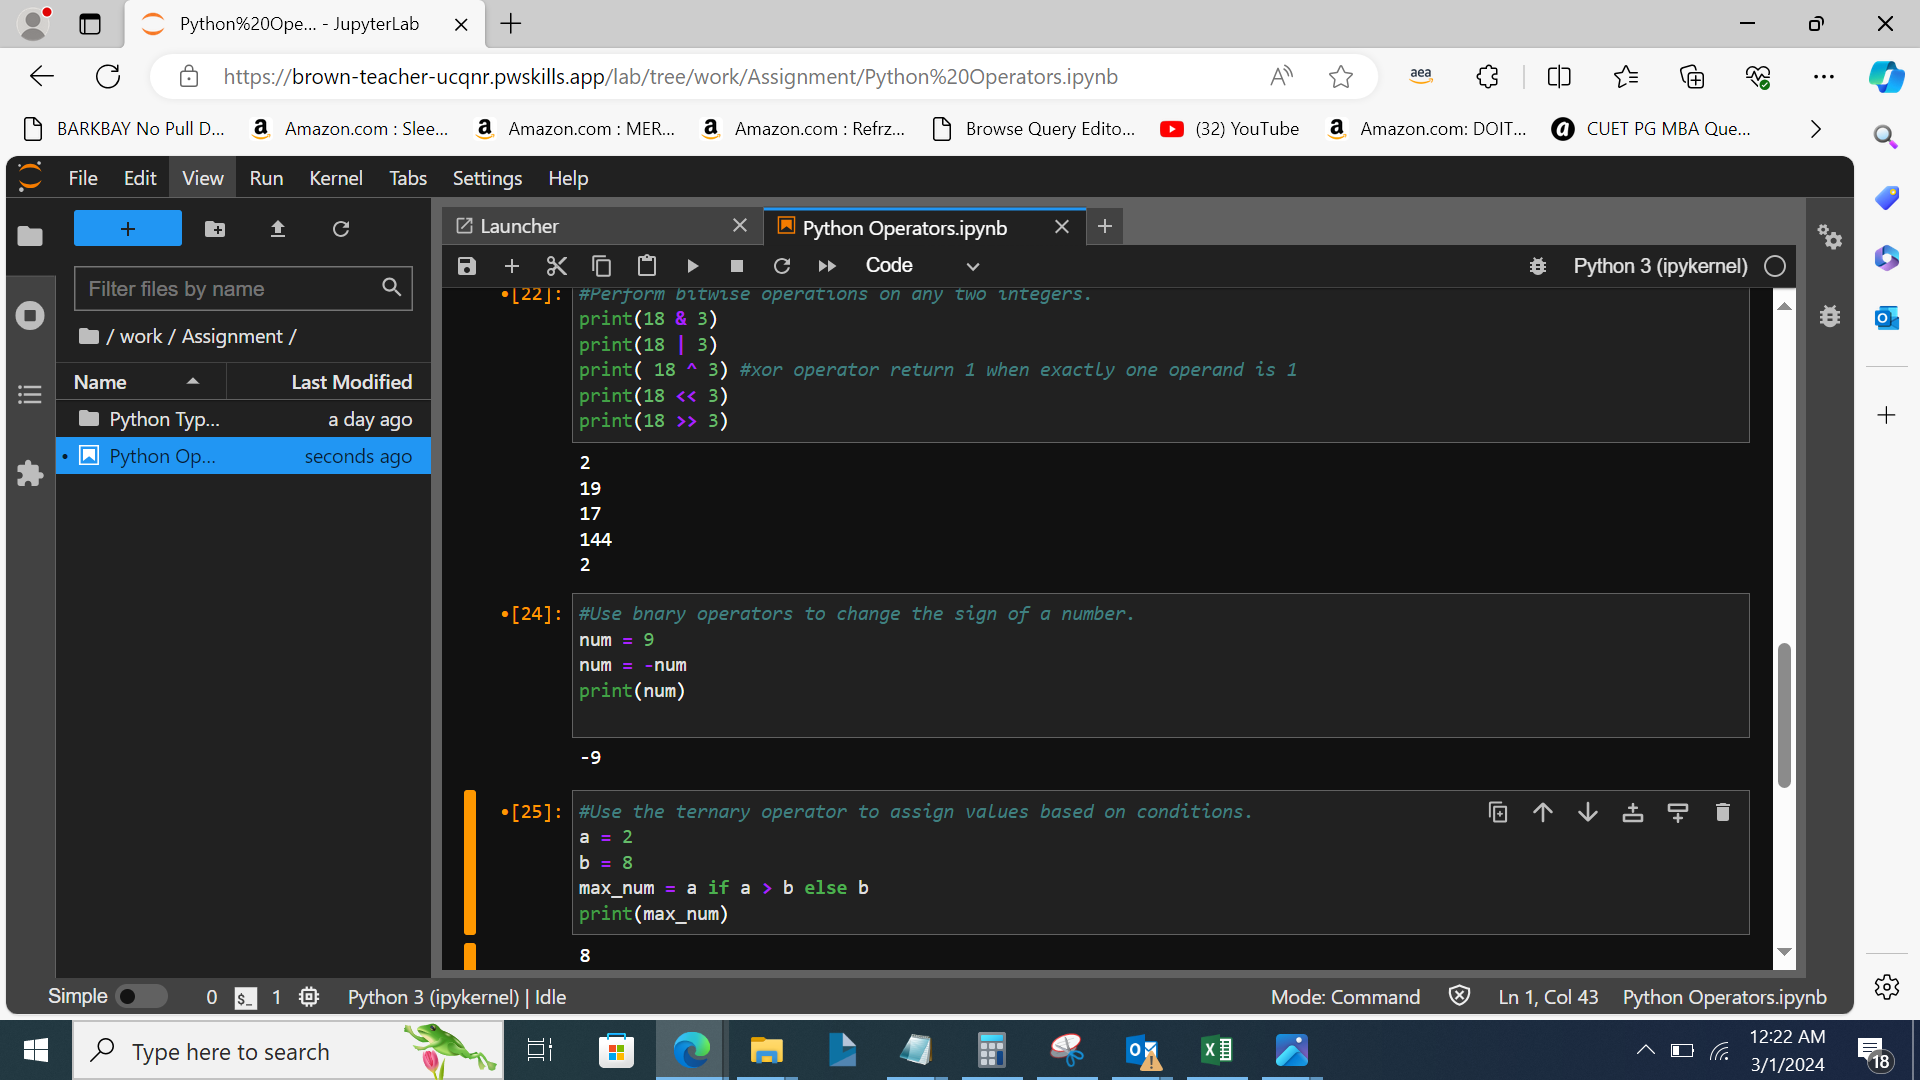 Python%20Ope... - JupyterLab
https://brown-teacher-ucqnr.pwskills.app/lab/tree/work/Assignment/Python%20Operators.ipynb
aea
BARKBAY No Pull D...
Amazon.com : Slee...
Amazon.com : MER...
Amazon.com : Refrz...
Browse Query Edito...
(32) YouTube
Amazon.com: DOIT...
CUET PG MBA Que...
File Edit View Run Kernel Tabs Settings Help
Launcher
Python Operators.ipynb
Code
Python 3 (ipykernel)
Filter files by name
/ work / Assignment /
Name
Last Modified
Python Typ...
a day ago
Python Op...
seconds ago
[22]:
#Perform bitwise operations on any two integers.
print(18 & 3)
print(18 | 3)
print( 18 ^ 3) #xor operator return 1 when exactly one operand is 1
print(18 << 3)
print(18 >> 3)
2
19
17
144
2
[24]:
#Use bnary operators to change the sign of a number.
num = 9
num = -num
print(num)
-9
[25]:
#Use the ternary operator to assign values based on conditions.
a = 2
b = 8
max_num = a if a > b else b
print(max_num)
8
Simple
0
$_
1
Python 3 (ipykernel) | Idle
Mode: Command
Ln 1, Col 43
Python Operators.ipynb
Type here to search
12:22 AM
3/1/2024
18